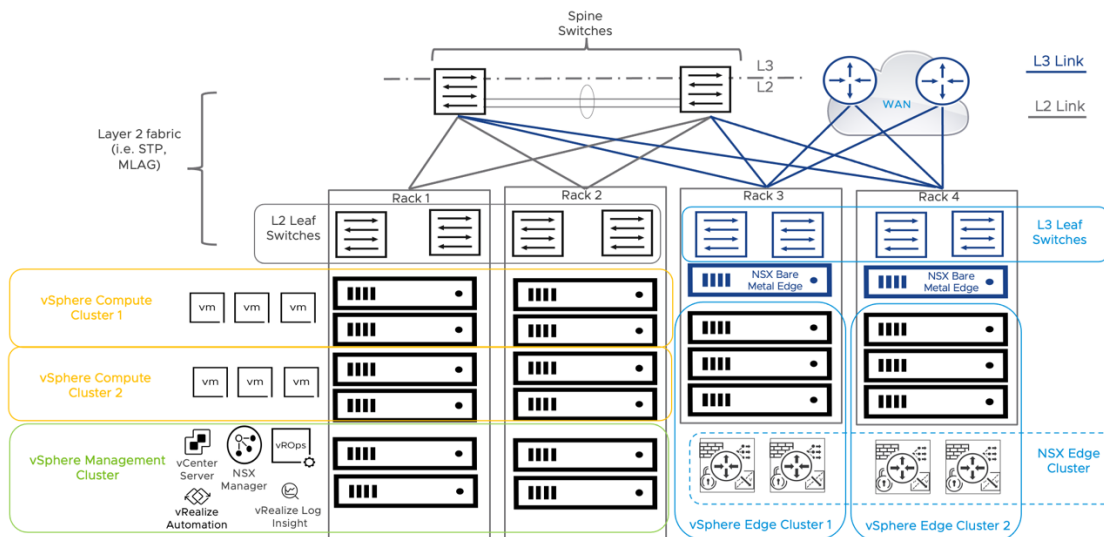 Spine
Switches
L3
L2
WAN
L3 Link
L2 Link
Layer 2 fabric
(i.e. STP,
MLAG)
Rack 1
Rack 2
Rack 3
Rack 4
L2 Leaf
Switches
L3 Leaf
Switches
NSX Bare
Metal Edge
NSX Bare
Metal Edge
vSphere Compute
Cluster 1
vm
vm
vm
vSphere Compute
Cluster 2
vm
vm
vm
vSphere Management
Cluster
vCenter
Server
NSX
Manager
vROps
vRealize
Automation
vRealize Log
Insight
NSX Edge
Cluster
vSphere Edge Cluster 1
vSphere Edge Cluster 2